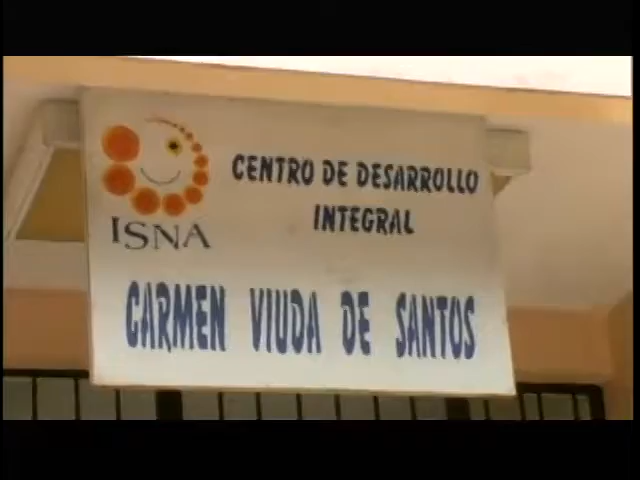 ISNA
CENTRO DE DESARROLLO
INTEGRAL
CARMEN VIUDA DE SANTOS